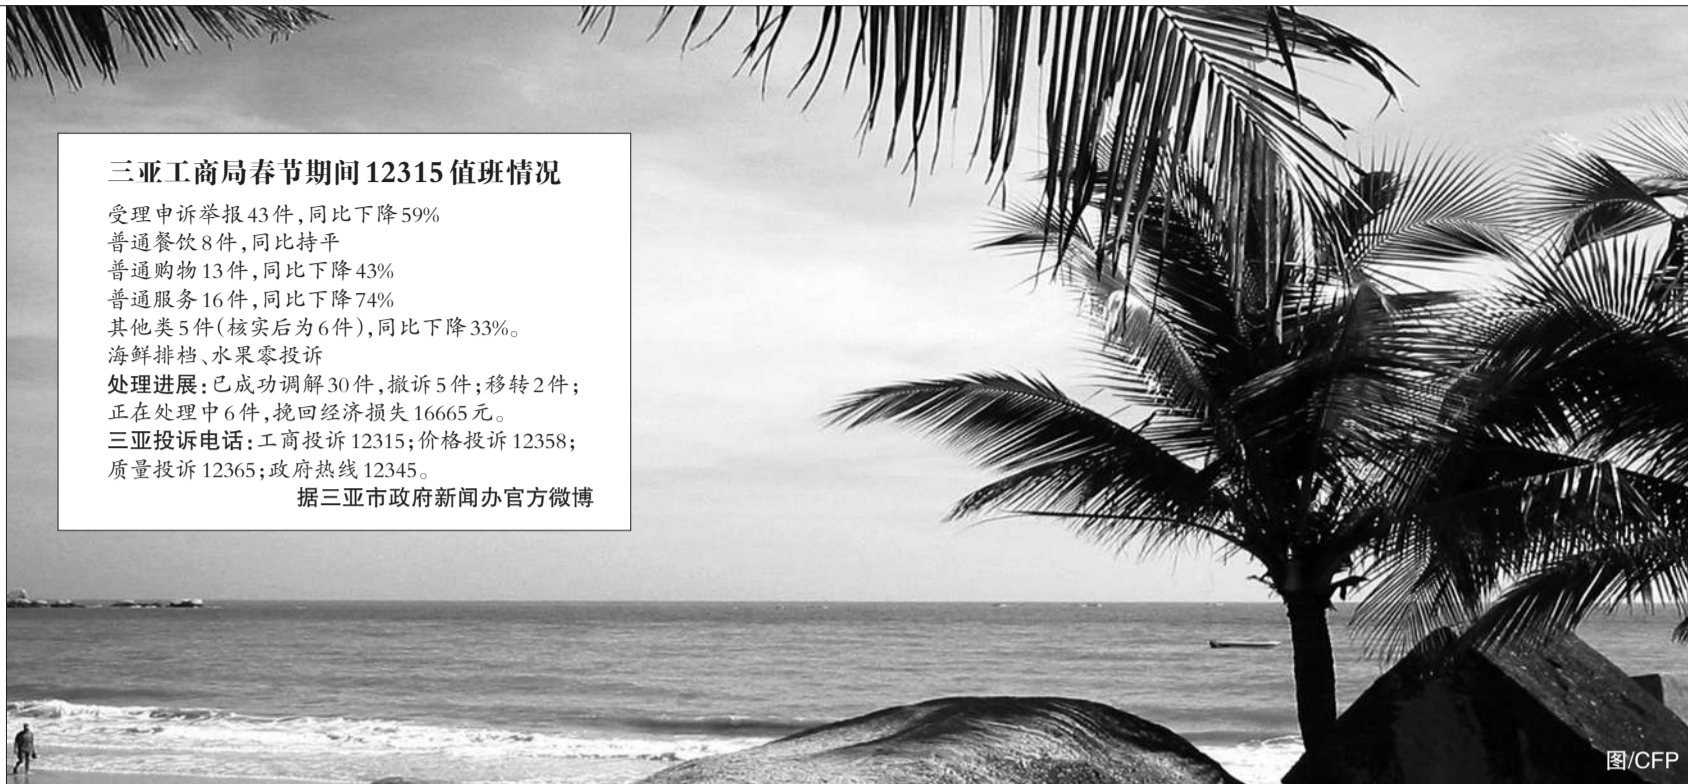 三亚工商局春节期间12315值班情况
受理申诉举报43件,同比下降59%
普通餐饮8件,同比持平
普通购物13件,同比下降43%
普通服务16件,同比下降74%
其他类5件(核实后为6件),同比下降33%。
海鲜排档、水果零投诉
处理进展:已成功调解30件,撤诉5件;移转2件;
正在处理中6件,挽回经济损失16665元。
三亚投诉电话:工商投诉12315;价格投诉12358;
质量投诉12365;政府热线12345。
据三亚市政府新闻办官方微博
图/CFP